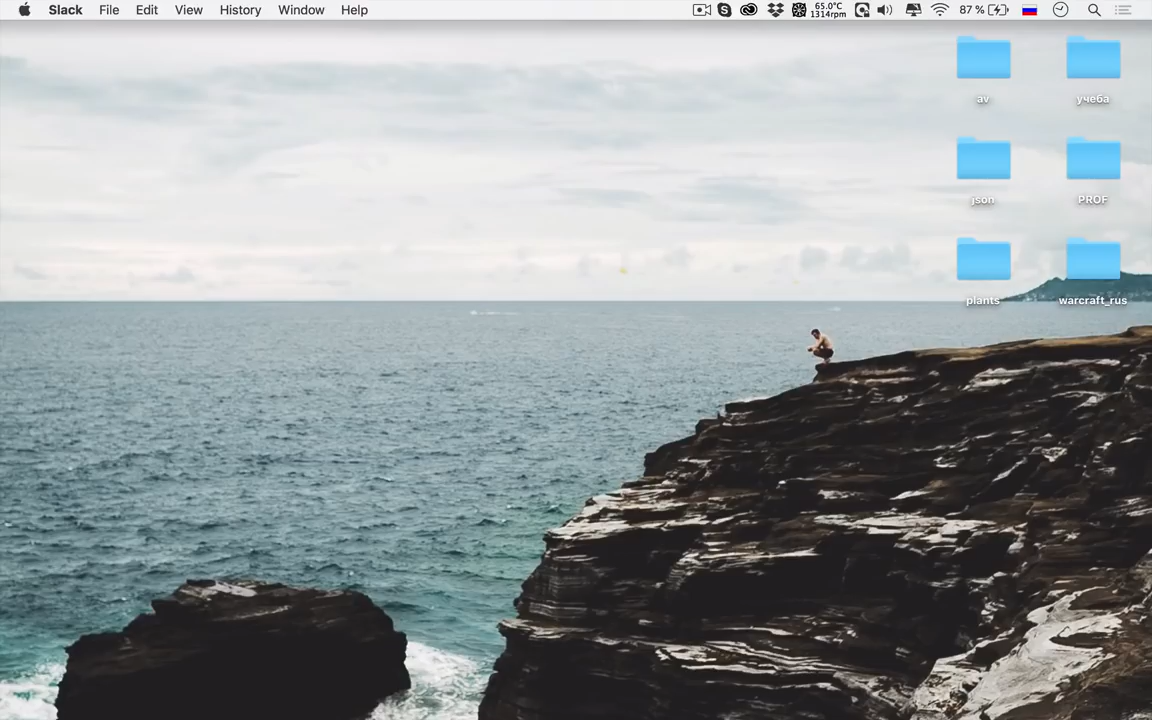 Slack File Edit View History Window Help 65.0°C 1314rpm 87 %
av
учеба
json
PROF
plants
warcraft_rus